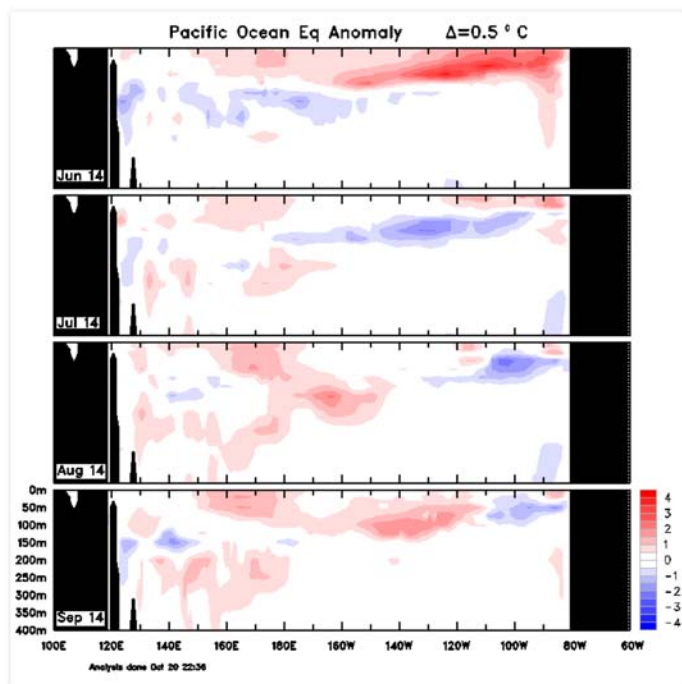 Pacific Ocean Eq Anomaly Δ=0.5 ° C
Jun 14
Jul 14
Aug 14
0m
50m
100m
150m
200m
250m
300m
350m
400m
Sep 14
4
3
2
1
0
-1
-2
-3
-4
100E 120E 140E 160E 180E 160W 140W 120W 100W 80W 60W
Analysis done Oct 20 22:36